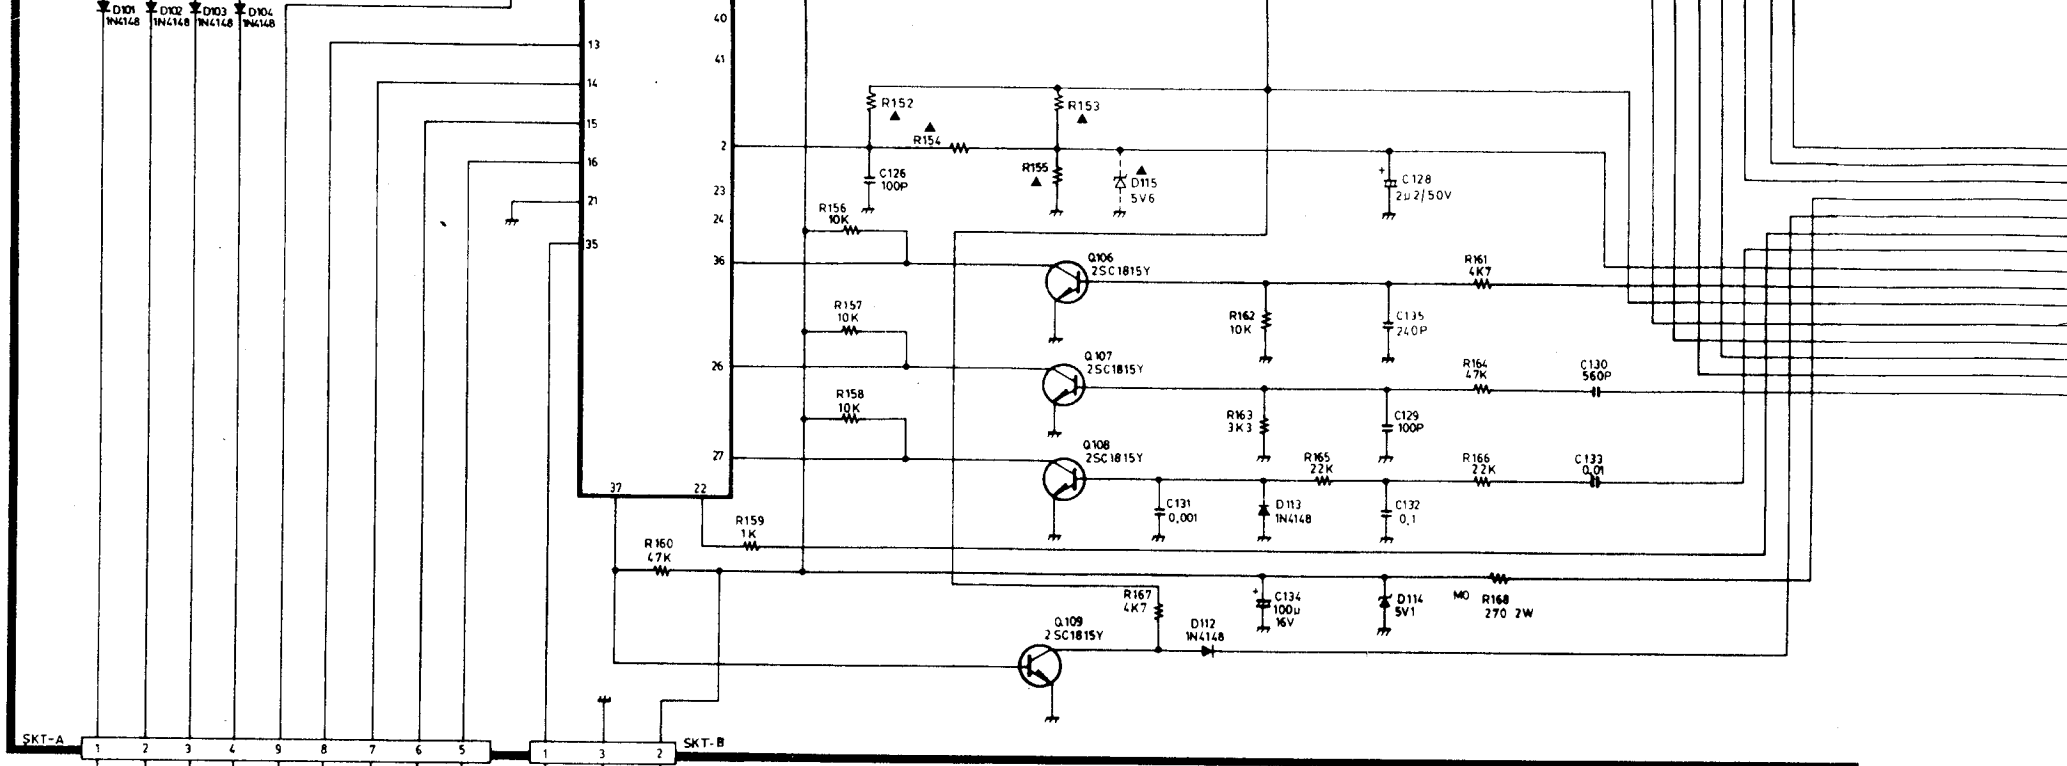 D101
1N4148
D102
1N4148
D103
1N4148
D104
1N4148
40
13
41
14
R152
R153
15
R154
2
16
R155
C126
100P
D115
5V6
C128
2µ2/50V
23
21
R156
10K
24
35
36
Q106
2SC1815Y
R161
4K7
R157
10K
R162
10K
C135
240P
26
Q107
2SC1815Y
R164
47K
C130
560P
R158
10K
R163
3K3
C129
100P
27
Q108
2SC1815Y
R165
22K
R166
22K
C133
0,01
37
22
C131
0,001
D113
1N4148
C132
0,1
R159
1K
R160
47K
R167
4K7
C134
100µ
16V
D114
5V1
MO
R168
270 2W
Q109
2SC1815Y
D112
1N4148
SKT-A
1
2
3
4
9
8
7
6
5
1
3
2
SKT-B